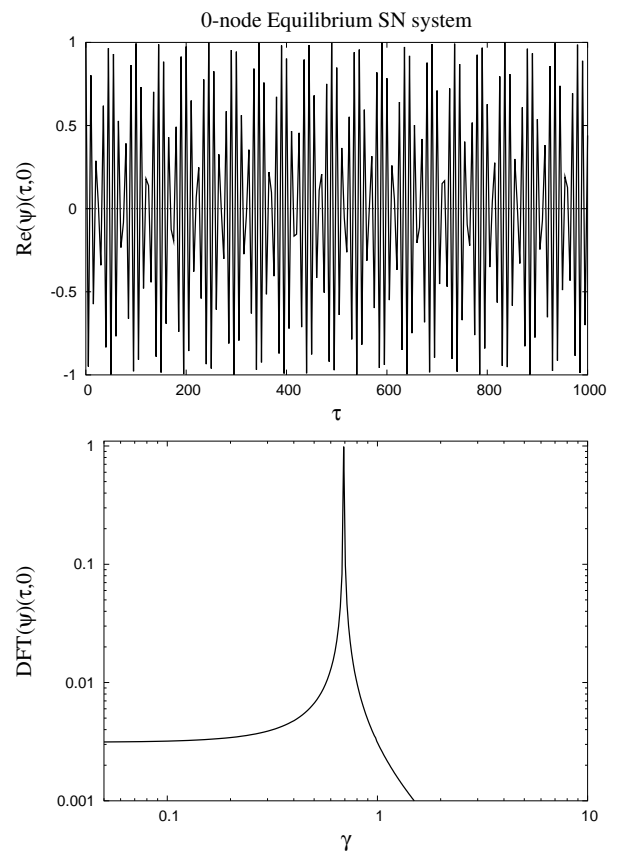 0-node Equilibrium SN system
1
0.5
0
-0.5
-1
Re(ψ)(τ,0)
0 200 400 600 800 1000
τ
1
0.1
0.01
0.001
DFT(ψ)(τ,0)
0.1 1 10
γ